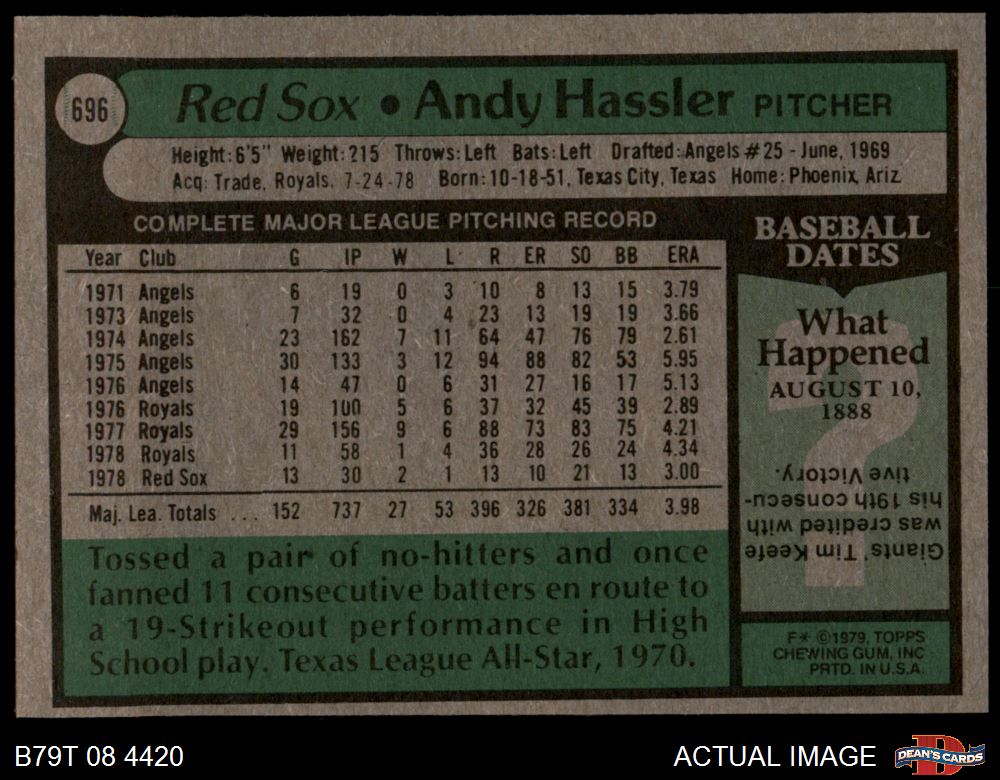 696
Red Sox • Andy Hassler PITCHER
Height: 6'5" Weight: 215 Throws: Left Bats: Left Drafted: Angels #25 - June, 1969
Acq: Trade, Royals, 7-24-78 Born: 10-18-51, Texas City, Texas Home: Phoenix, Ariz
COMPLETE MAJOR LEAGUE PITCHING RECORD
Year Club G IP W L R ER SO BB ERA
1971 Angels 6 19 0 3 10 8 13 15 3.79
1973 Angels 7 32 0 4 23 13 19 19 3.66
1974 Angels 23 162 7 11 64 47 76 79 2.61
1975 Angels 30 133 3 12 94 88 82 53 5.95
1976 Angels 14 47 0 6 31 27 16 17 5.13
1976 Royals 19 100 5 6 37 32 45 39 2.89
1977 Royals 29 156 9 6 88 73 83 75 4.21
1978 Royals 11 58 1 4 36 28 26 24 4.34
1978 Red Sox 13 30 2 1 13 10 21 13 3.00
Maj. Lea. Totals ... 152 737 27 53 396 326 381 334 3.98
Tossed a pair of no-hitters and once
fanned 11 consecutive batters en route to
a 19-Strikeout performance in High
School play. Texas League All-Star, 1970.
BASEBALL
DATES
What
Happened
AUGUST 10,
1888
?
Giants' Tim Keefe
was credited with
his 19th consecu-
tive victory.
F* ©1979, TOPPS
CHEWING GUM, INC
PRTD. IN U.S.A.
B79T 08 4420
ACTUAL IMAGE
D
DEAN'S CARDS